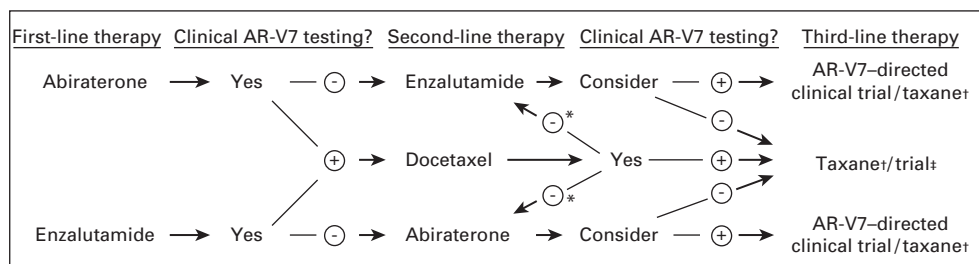 First-line therapy Clinical AR-V7 testing? Second-line therapy Clinical AR-V7 testing? Third-line therapy
Abiraterone Yes - Enzalutamide Consider + AR-V7–directed
clinical trial/taxane†
- * -
+ Docetaxel Yes + Taxane†/trial‡
- * -
Enzalutamide Yes - Abiraterone Consider + AR-V7–directed
clinical trial/taxane†